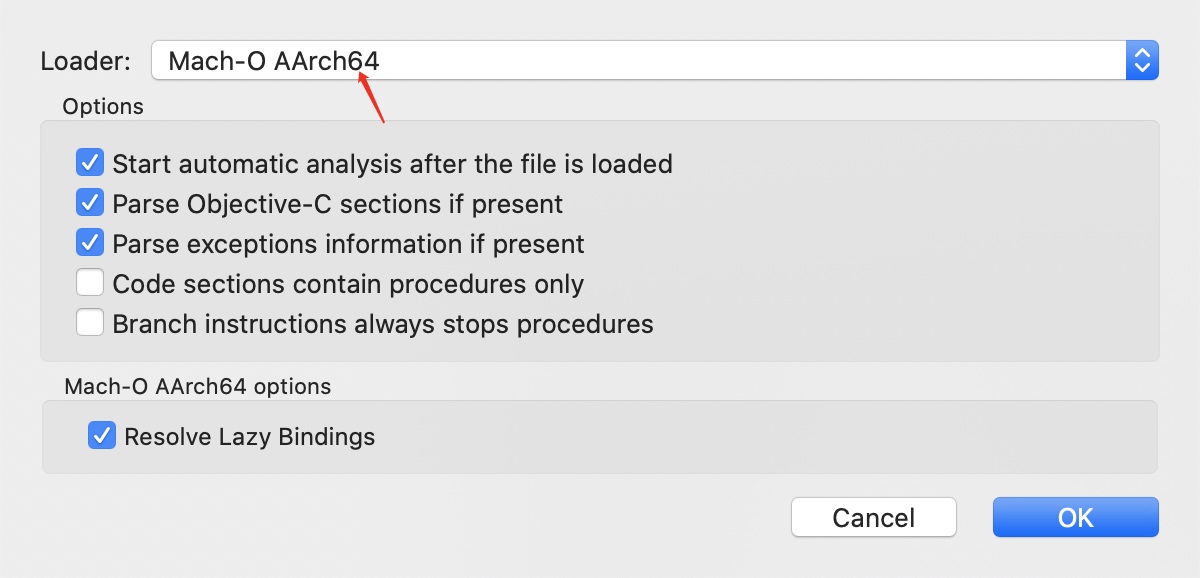 Loader: Mach-O AArch64
Options
Start automatic analysis after the file is loaded
Parse Objective-C sections if present
Parse exceptions information if present
Code sections contain procedures only
Branch instructions always stops procedures
Mach-O AArch64 options
Resolve Lazy Bindings
Cancel OK